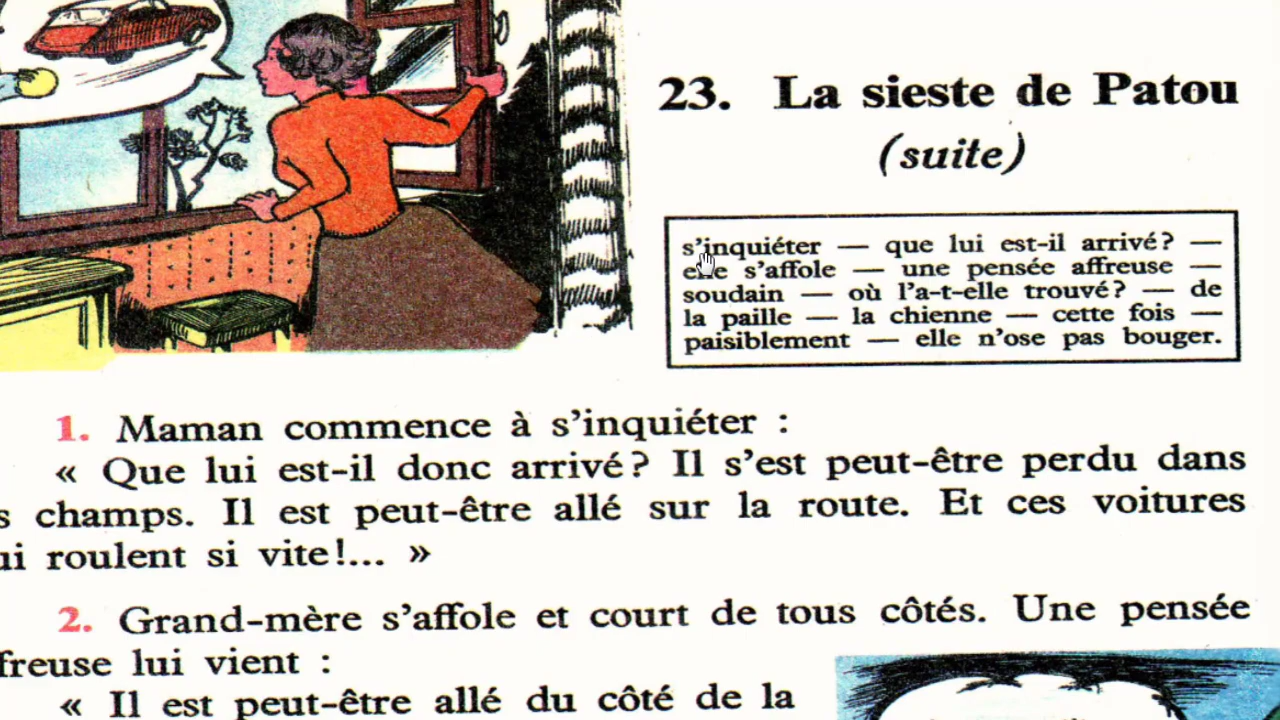 23. La sieste de Patou
(suite)
s'inquiéter — que lui est-il arrivé ? —
elle s'affole — une pensée affreuse —
soudain — où l'a-t-elle trouvé ? — de
la paille — la chienne — cette fois —
paisiblement — elle n'ose pas bouger.
1. Maman commence à s'inquiéter :
« Que lui est-il donc arrivé ? Il s'est peut-être perdu dans
s champs. Il est peut-être allé sur la route. Et ces voitures
ui roulent si vite !... »
2. Grand-mère s'affole et court de tous côtés. Une pensée
freuse lui vient :
« Il est peut-être allé du côté de la